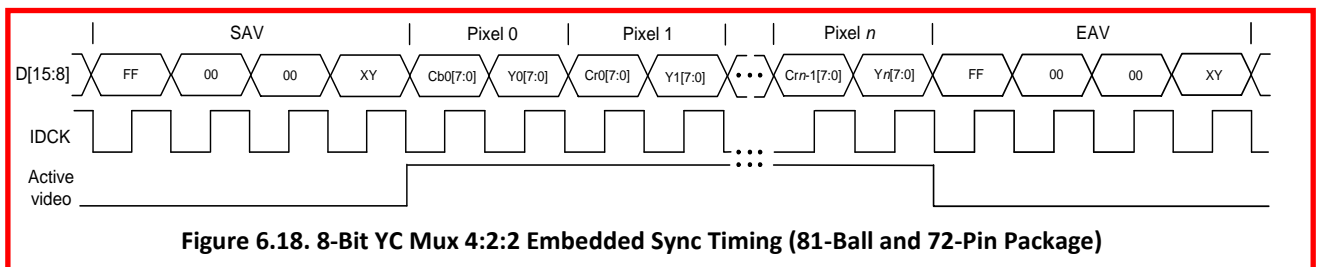 SAV Pixel 0 Pixel 1 Pixel n EAV
D[15:8] FF 00 00 XY Cb0[7:0] Y0[7:0] Cr0[7:0] Y1[7:0] ••• Crn-1[7:0] Yn[7:0] FF 00 00 XY
IDCK
Active
video
Figure 6.18. 8-Bit YC Mux 4:2:2 Embedded Sync Timing (81-Ball and 72-Pin Package)